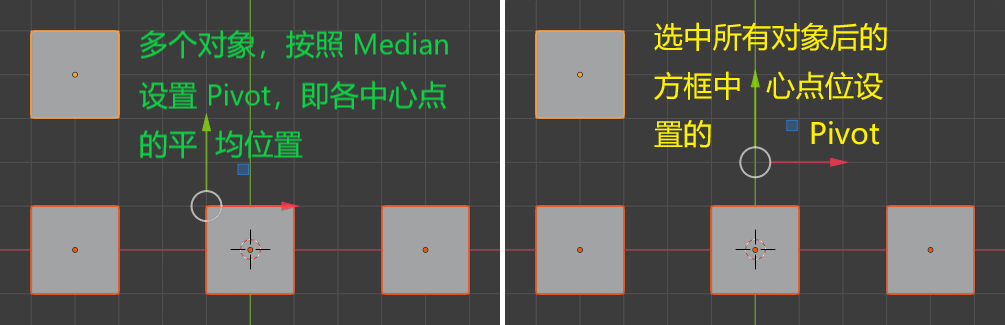 多个对象，按照 Median
设置 Pivot，即各中心点
的平 均位置
选中所有对象后的
方框中 心点位设
置的 Pivot